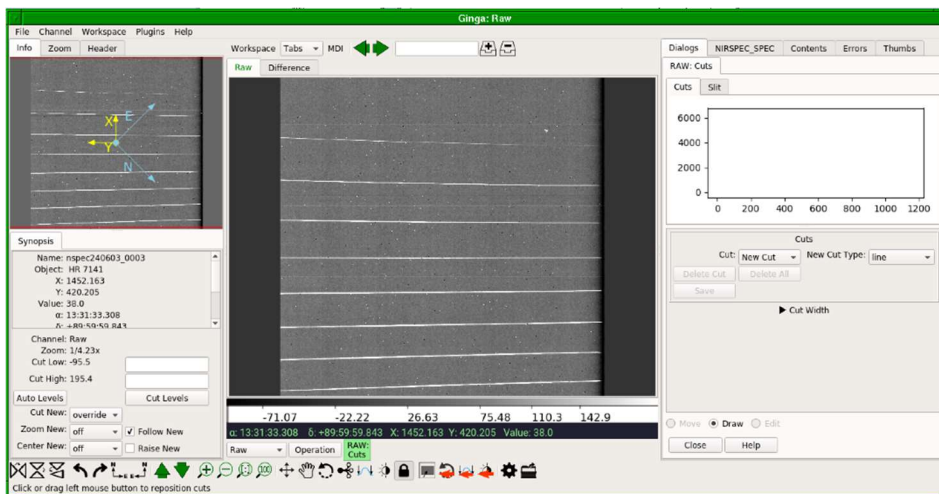 Ginga: Raw
File Channel Workspace Plugins Help
Info Zoom Header
X
E
Y
N
Synopsis
Name: nspec240603_0003
Object: HR 7141
X: 1452.163
Y: 420.205
Value: 38.0
α: 13:31:33.308
δ: +89:59:59.843
Channel: Raw
Zoom: 1/4.23x
Cut Low: -95.5
Cut High: 195.4
Auto Levels Cut Levels
Cut New: override
Zoom New: off Follow New
Center New: off Raise New
Workspace Tabs MDI
Raw Difference
-71.07 -22.22 26.63 75.48 110.3 142.9
α: 13:31:33.308 δ: +89:59:59.843 X: 1452.163 Y: 420.205 Value: 38.0
Raw Operation RAW:
Cuts
Dialogs NIRSPEC_SPEC Contents Errors Thumbs
RAW: Cuts
Cuts Slit
6000
4000
2000
0
0 200 400 600 800 1000 1200
Cuts
Cut: New Cut New Cut Type: line
Delete Cut Delete All
Save
Cut Width
Move Draw Edit
Close Help
Click or drag left mouse button to reposition cuts